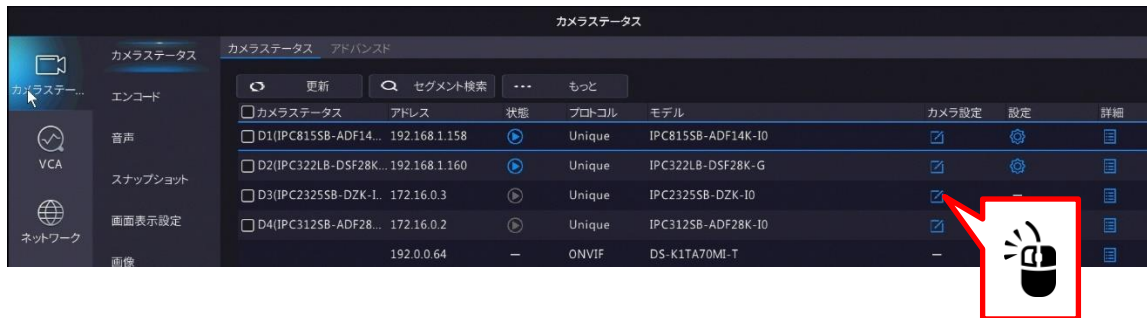 カメラステータス
カメラステー...
VCA
ネットワーク
カメラステータス
エンコード
音声
スナップショット
画面表示設定
画像
カメラステータス アドバンスド
更新 セグメント検索 ··· もっと
カメラステータス アドレス 状態 プロトコル モデル カメラ設定 設定 詳細
D1(IPC815SB-ADF14... 192.168.1.158 Unique IPC815SB-ADF14K-I0
D2(IPC322LB-DSF28K... 192.168.1.160 Unique IPC322LB-DSF28K-G
D3(IPC2325SB-DZK-I.. 172.16.0.3 Unique IPC2325SB-DZK-I0 –
D4(IPC312SB-ADF28... 172.16.0.2 Unique IPC312SB-ADF28K-I0
192.0.0.64 – ONVIF DS-K1TA70MI-T –